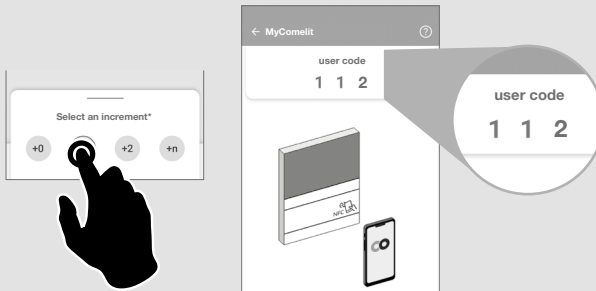 Select an increment*
+0
+2
+n
← MyComelit
?
user code
1 1 2
NFC
user code
1 1 2